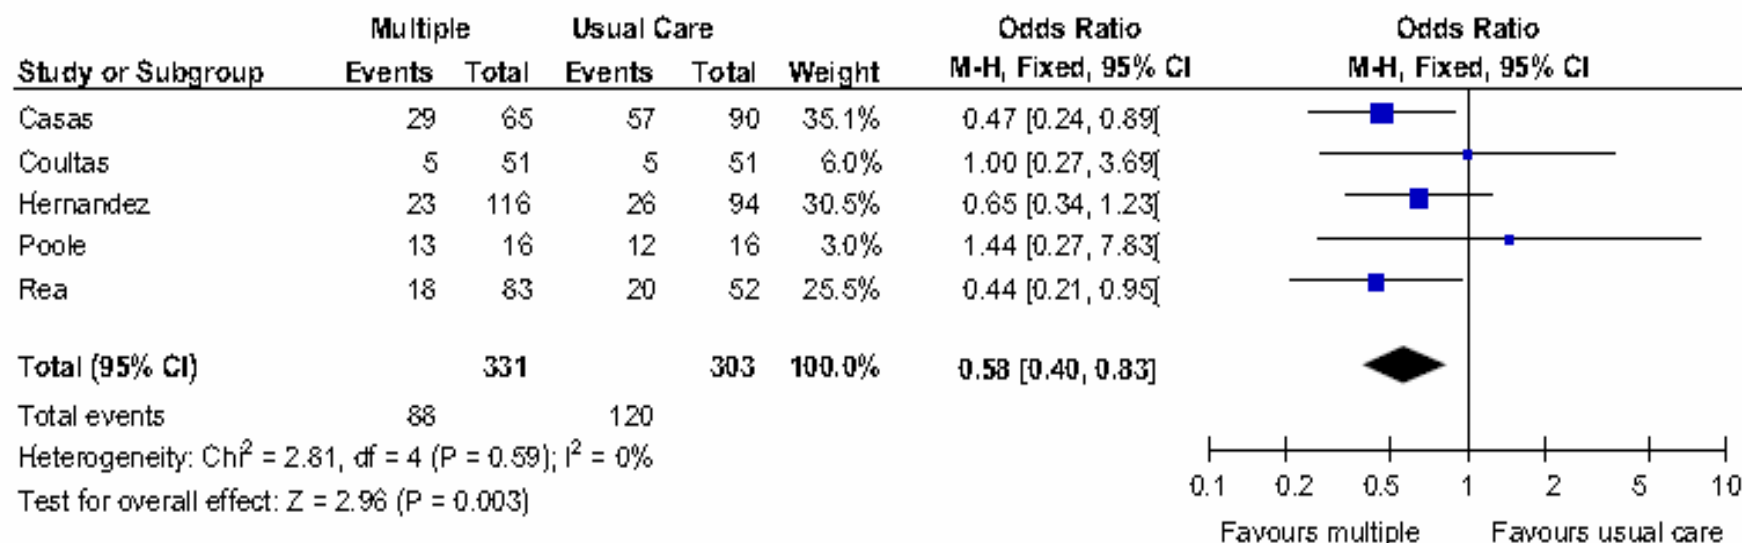 Multiple Usual Care Odds Ratio Odds Ratio
Study or Subgroup Events Total Events Total Weight M-H, Fixed, 95% CI M-H, Fixed, 95% CI
Casas 29 65 57 90 35.1% 0.47 [0.24, 0.89]
Coultas 5 51 5 51 6.0% 1.00 [0.27, 3.69]
Hernandez 23 116 26 94 30.5% 0.65 [0.34, 1.23]
Poole 13 16 12 16 3.0% 1.44 [0.27, 7.83]
Rea 18 83 20 52 25.5% 0.44 [0.21, 0.95]
Total (95% CI) 331 303 100.0% 0.58 [0.40, 0.83]
Total events 88 120
Heterogeneity: Chi² = 2.81, df = 4 (P = 0.59); I² = 0%
Test for overall effect: Z = 2.96 (P = 0.003)
0.1 0.2 0.5 1 2 5 10
Favours multiple Favours usual care